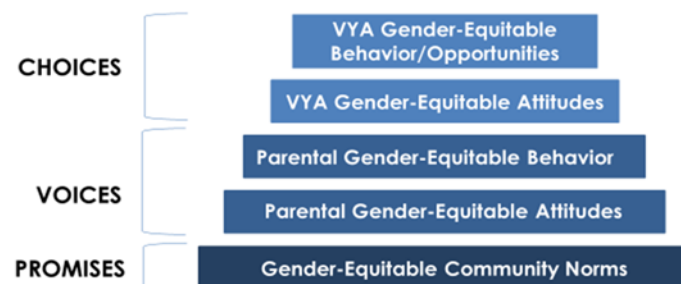 CHOICES
VYA Gender-Equitable
Behavior/Opportunities
VYA Gender-Equitable Attitudes
VOICES
Parental Gender-Equitable Behavior
Parental Gender-Equitable Attitudes
PROMISES
Gender-Equitable Community Norms